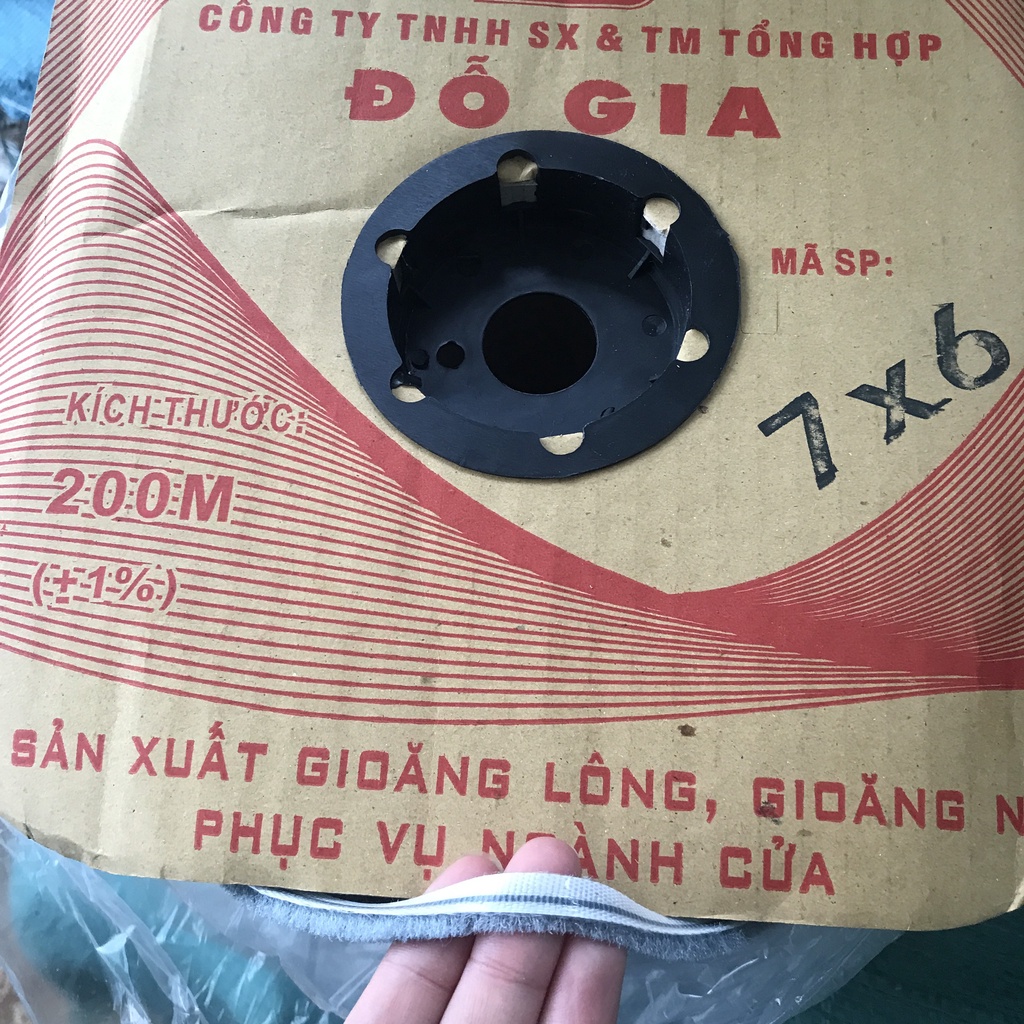 CÔNG TY TNHH SX & TM TỔNG HỢP
ĐỖ GIA
MÃ SP:
7x6
KÍCH THƯỚC:
200M
(±1%)
SẢN XUẤT GIOĂNG LÔNG, GIOĂNG
PHỤC VỤ NGÀNH CỬA